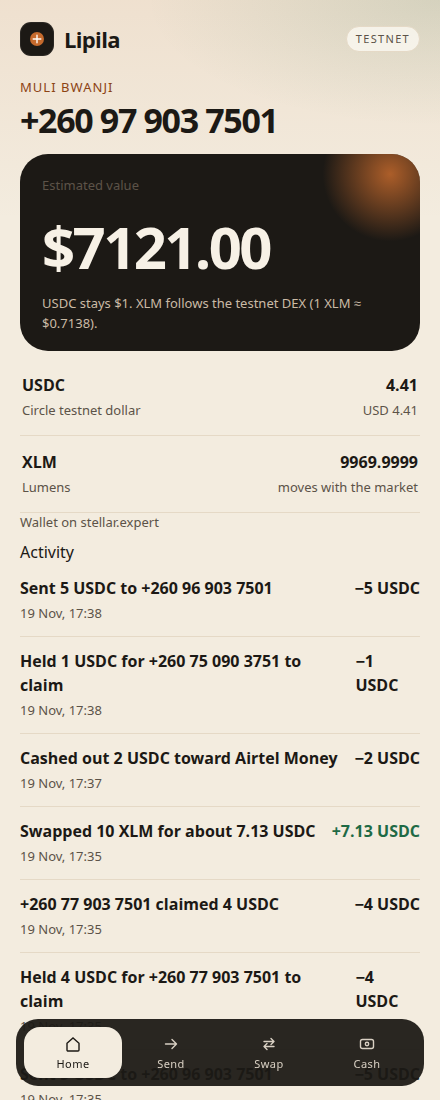 Lipila
TESTNET
MULI BWANJI
+260 97 903 7501
Estimated value
$7121.00
USDC stays $1. XLM follows the testnet DEX (1 XLM ≈
$0.7138).
USDC 4.41
Circle testnet dollar USD 4.41
XLM 9969.9999
Lumens moves with the market
Wallet on stellar.expert
Activity
Sent 5 USDC to +260 96 903 7501 −5 USDC
19 Nov, 17:38
Held 1 USDC for +260 75 090 3751 to −1
claim USDC
19 Nov, 17:38
Cashed out 2 USDC toward Airtel Money −2 USDC
19 Nov, 17:37
Swapped 10 XLM for about 7.13 USDC +7.13 USDC
19 Nov, 17:35
+260 77 903 7501 claimed 4 USDC −4 USDC
19 Nov, 17:35
Held 4 USDC for +260 77 903 7501 to −4
claim USDC
Home Send Swap Cash
to +260 96 903 7501 −5 USDC
19 Nov, 17:35